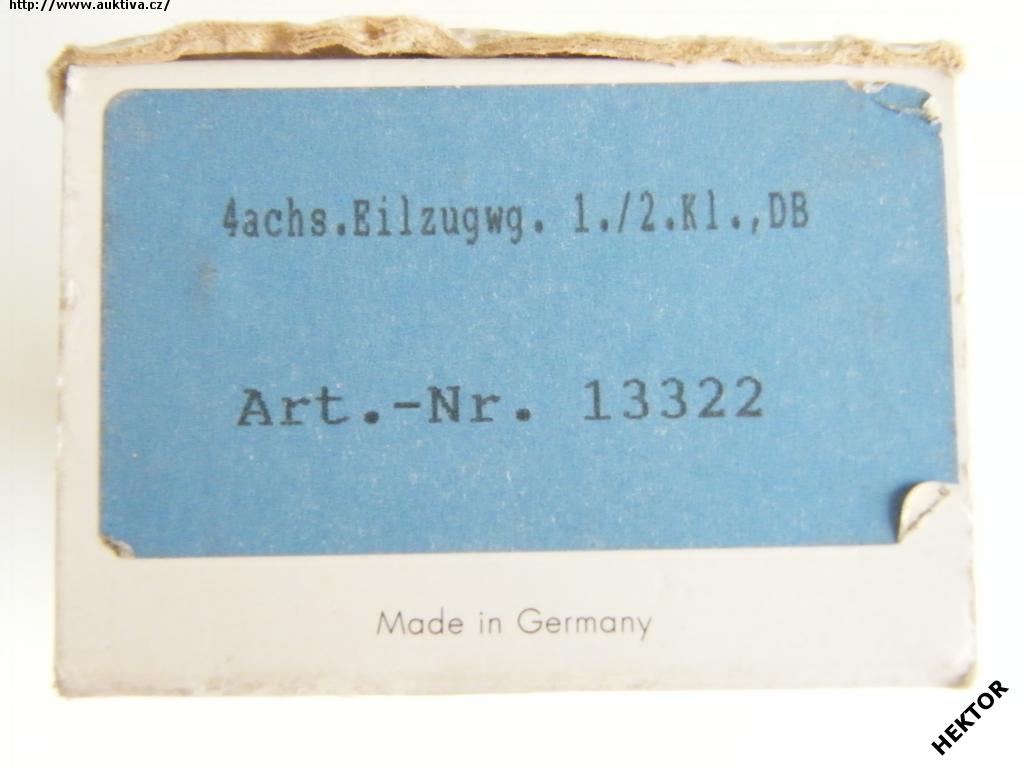 http://www.auktiva.cz/
4achs.Eilzugwg. 1./2.Kl.,DB
Art.-Nr. 13322
Made in Germany
HEKTOR